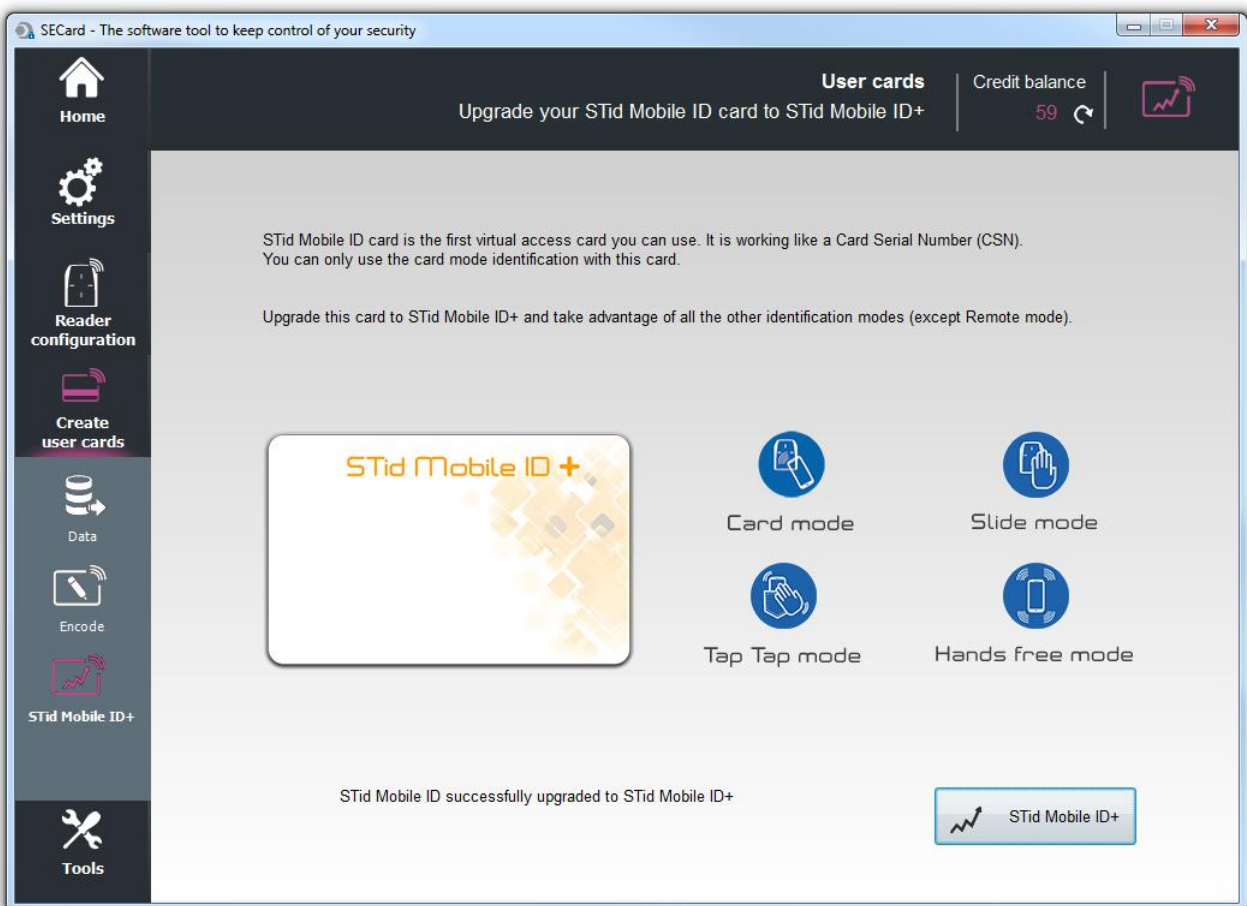 SECard - The software tool to keep control of your security
Home
User cards
Upgrade your STid Mobile ID card to STid Mobile ID+
Credit balance
59
Settings
Reader
configuration
Create
user cards
Data
Encode
STid Mobile ID+
Tools
STid Mobile ID card is the first virtual access card you can use. It is working like a Card Serial Number (CSN).
You can only use the card mode identification with this card.
Upgrade this card to STid Mobile ID+ and take advantage of all the other identification modes (except Remote mode).
STid Mobile ID +
Card mode
Slide mode
Tap Tap mode
Hands free mode
STid Mobile ID successfully upgraded to STid Mobile ID+
STid Mobile ID+